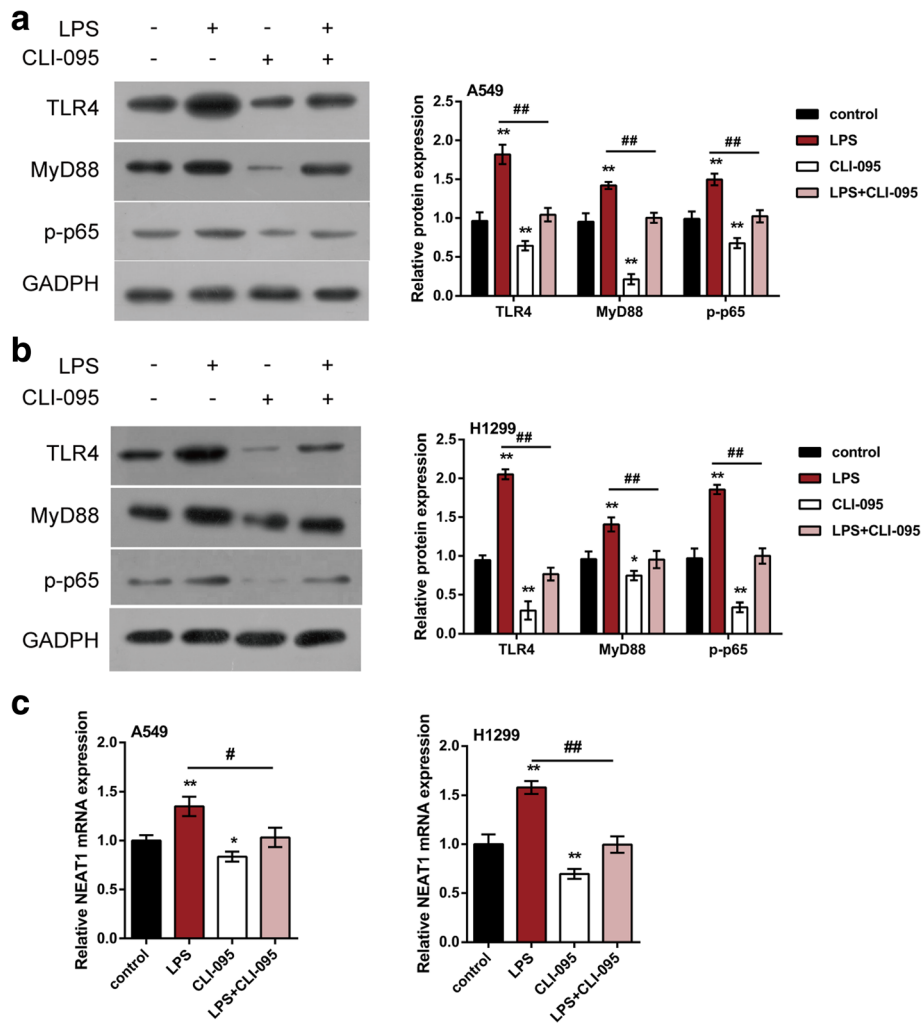 a
LPS - + - +
CLI-095 - - + +
TLR4
MyD88
p-p65
GADPH
A549
Relative protein expression
2.5
2.0
1.5
1.0
0.5
0.0
** ** ##
** ** ##
** ** ##
TLR4 MyD88 p-p65
control
LPS
CLI-095
LPS+CLI-095
b
LPS - + - +
CLI-095 - - + +
TLR4
MyD88
p-p65
GADPH
H1299
Relative protein expression
2.5
2.0
1.5
1.0
0.5
0.0
** ** ##
** * ##
** ** ##
TLR4 MyD88 p-p65
control
LPS
CLI-095
LPS+CLI-095
c
A549
Relative NEAT1 mRNA expression
2.0
1.5
1.0
0.5
0.0
** * #
control LPS CLI-095 LPS+CLI-095
H1299
Relative NEAT1 mRNA expression
2.0
1.5
1.0
0.5
0.0
** ** ##
control LPS CLI-095 LPS+CLI-095